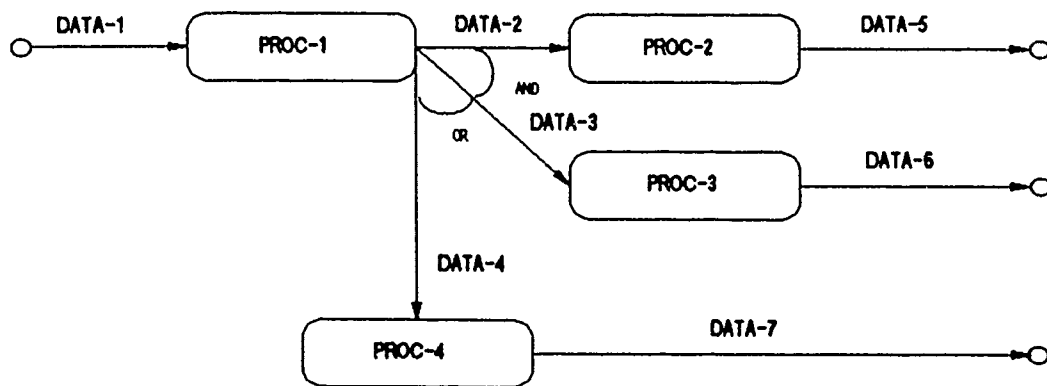 DATA-1
PROC-1
DATA-2
PROC-2
DATA-5
AND
OR
DATA-3
PROC-3
DATA-6
DATA-4
PROC-4
DATA-7